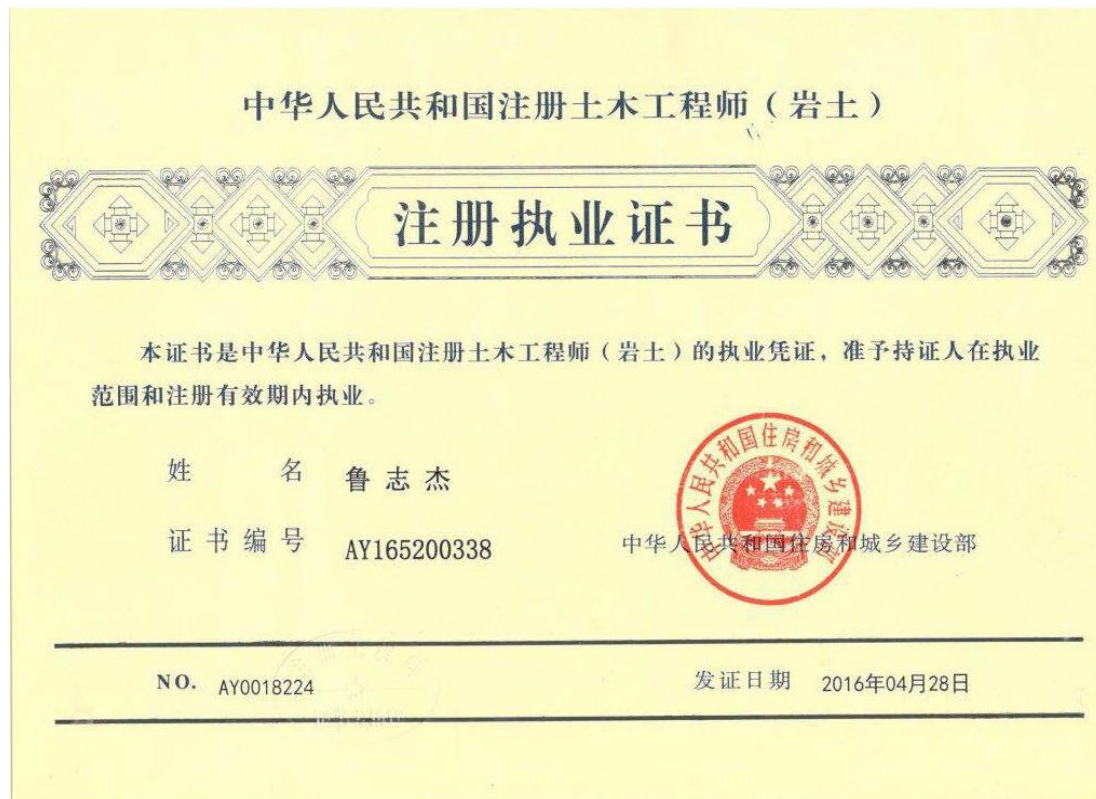 中华人民共和国注册土木工程师（岩土）
注册执业证书
本证书是中华人民共和国注册土木工程师（岩土）的执业凭证，准予持证人在执业
范围和注册有效期内执业。
姓 名 鲁志杰
中华人民共和国住房和城乡建设部
证书编号 AY165200338
中华人民共和国住房和城乡建设部
NO. AY0018224
发证日期 2016年04月28日